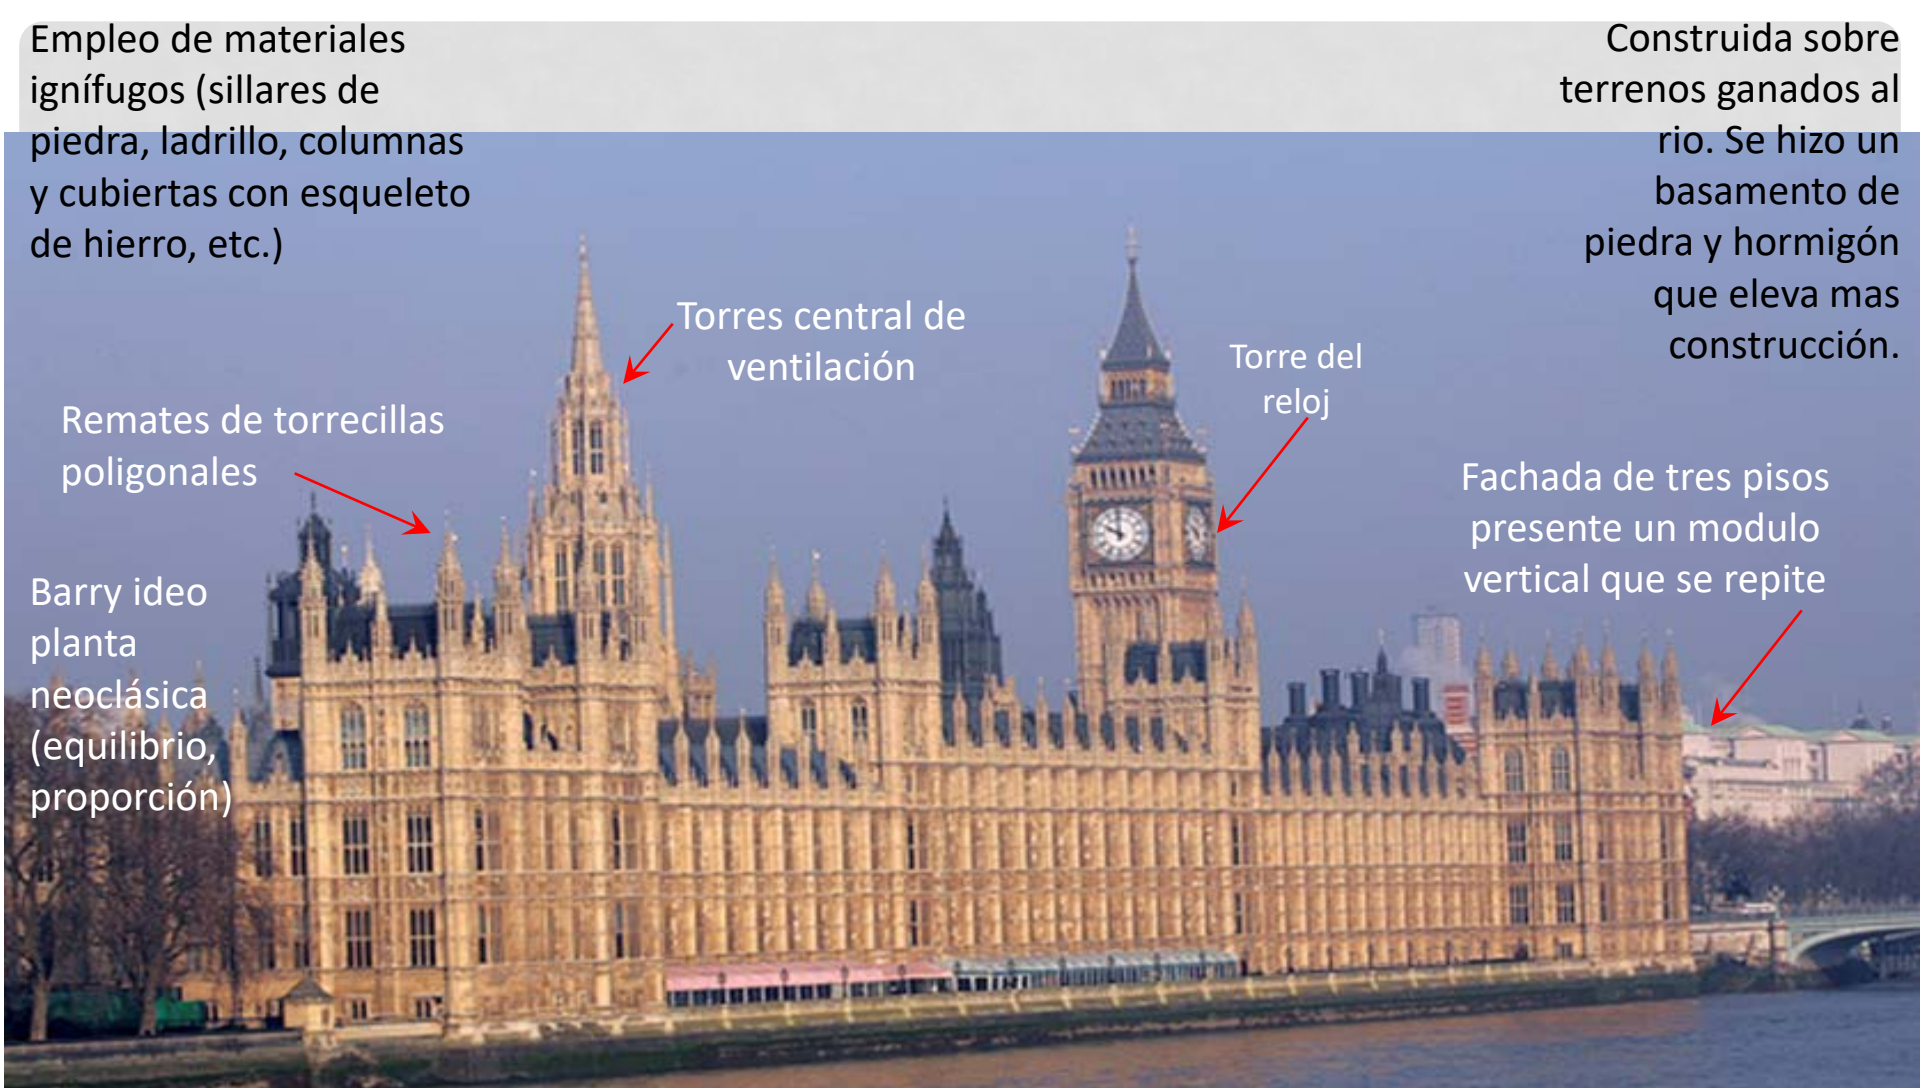 Empleo de materiales
ignífugos (sillares de
piedra, ladrillo, columnas
y cubiertas con esqueleto
de hierro, etc.)
Construida sobre
terrenos ganados al
rio. Se hizo un
basamento de
piedra y hormigón
que eleva mas
construcción.
Torres central de
ventilación
Torre del
reloj
Remates de torrecillas
poligonales
Fachada de tres pisos
presente un modulo
vertical que se repite
Barry ideo
planta
neoclásica
(equilibrio,
proporción)